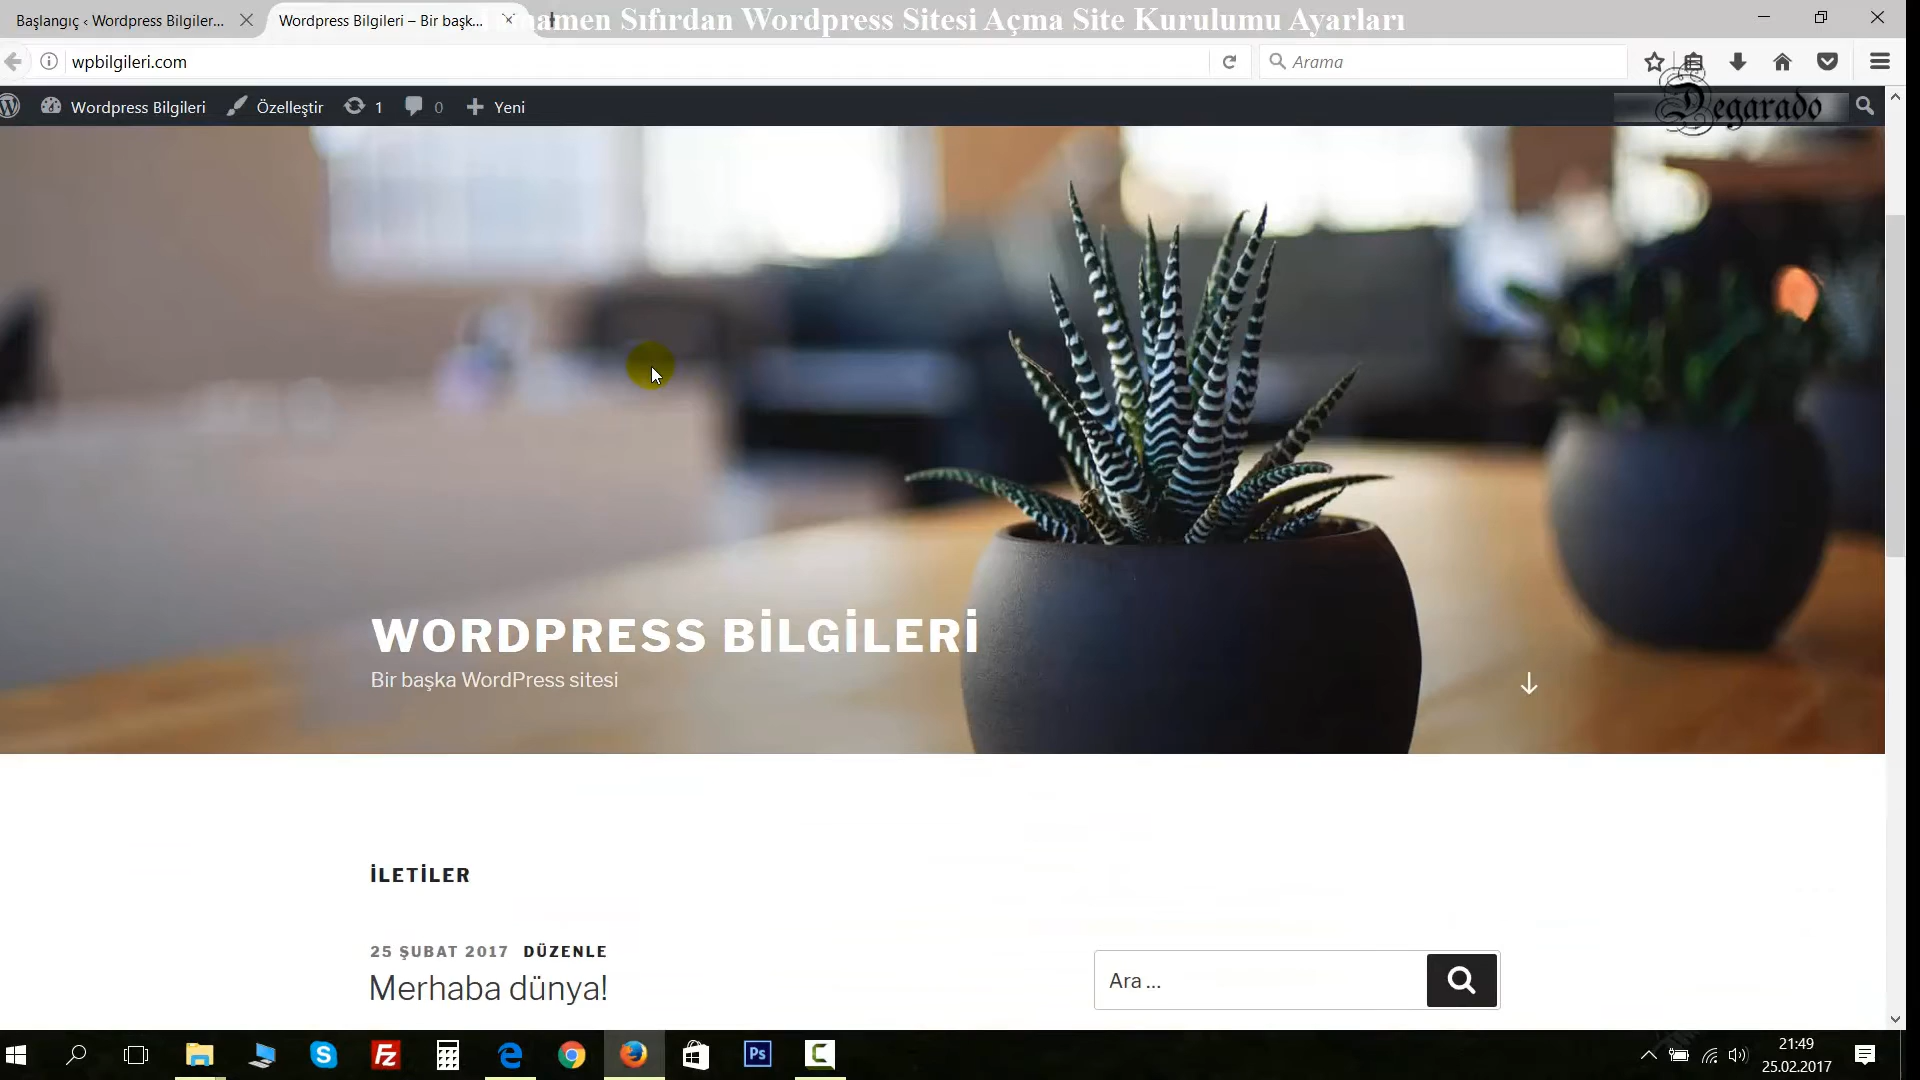 Başlangıç ‹ Wordpress Bilgiler...
Wordpress Bilgileri – Bir başk...
Sıfırdan Wordpress Sitesi Açma Site Kurulumu Ayarları
wpbilgileri.com
Arama
Wordpress Bilgileri
Özelleştir
1
0
Yeni
Degarado
WORDPRESS BİLGİLERİ
Bir başka WordPress sitesi
İLETİLER
25 ŞUBAT 2017 DÜZENLE
Merhaba dünya!
Ara ...
Ps
21:49
25.02.2017